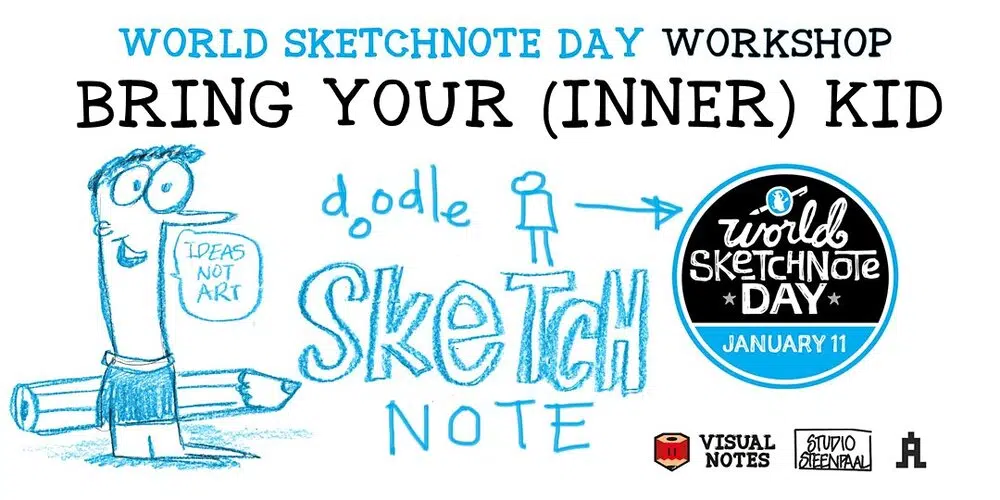 WORLD SKETCHNOTE DAY WORKSHOP
BRING YOUR (INNER) KID
IDEAS
NOT
ART
doodle
SkeTcH
NOTE
world
SKETCHNOTE
DAY
JANUARY 11
VISUAL
NOTES
STUDIO
STEENPAAL